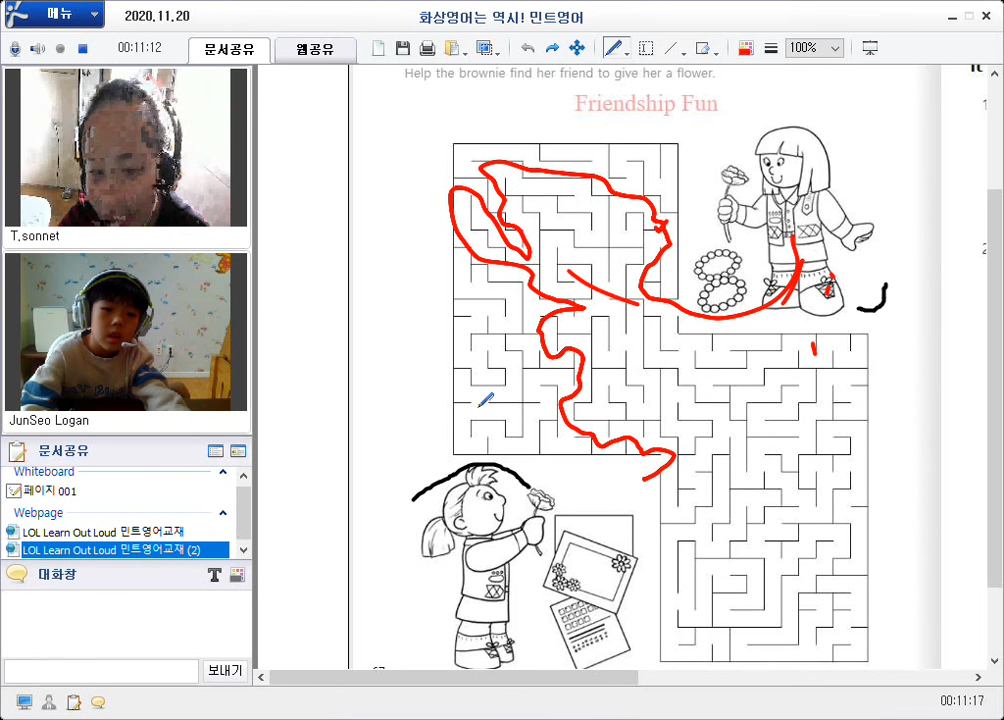 메뉴
2020.11.20
화상영어는 역시! 민트영어
00:11:12
문서공유
웹공유
100%
Help the brownie find her friend to give her a flower.
Friendship Fun
T.sonnet
JunSeo Logan
문서공유
Whiteboard
페이지 001
Webpage
LOL Learn Out Loud 민트영어교재
LOL Learn Out Loud 민트영어교재 (2)
대화창
T
보내기
00:11:17